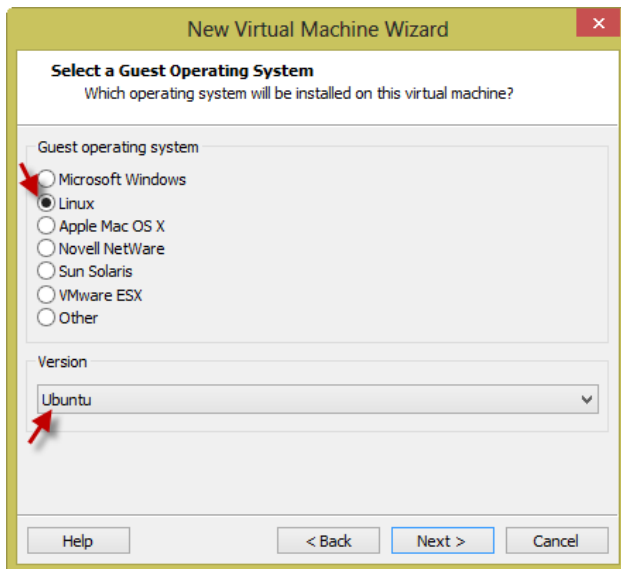 New Virtual Machine Wizard
Select a Guest Operating System
Which operating system will be installed on this virtual machine?
Guest operating system
Microsoft Windows
Linux
Apple Mac OS X
Novell NetWare
Sun Solaris
VMware ESX
Other
Version
Ubuntu
Help < Back Next > Cancel